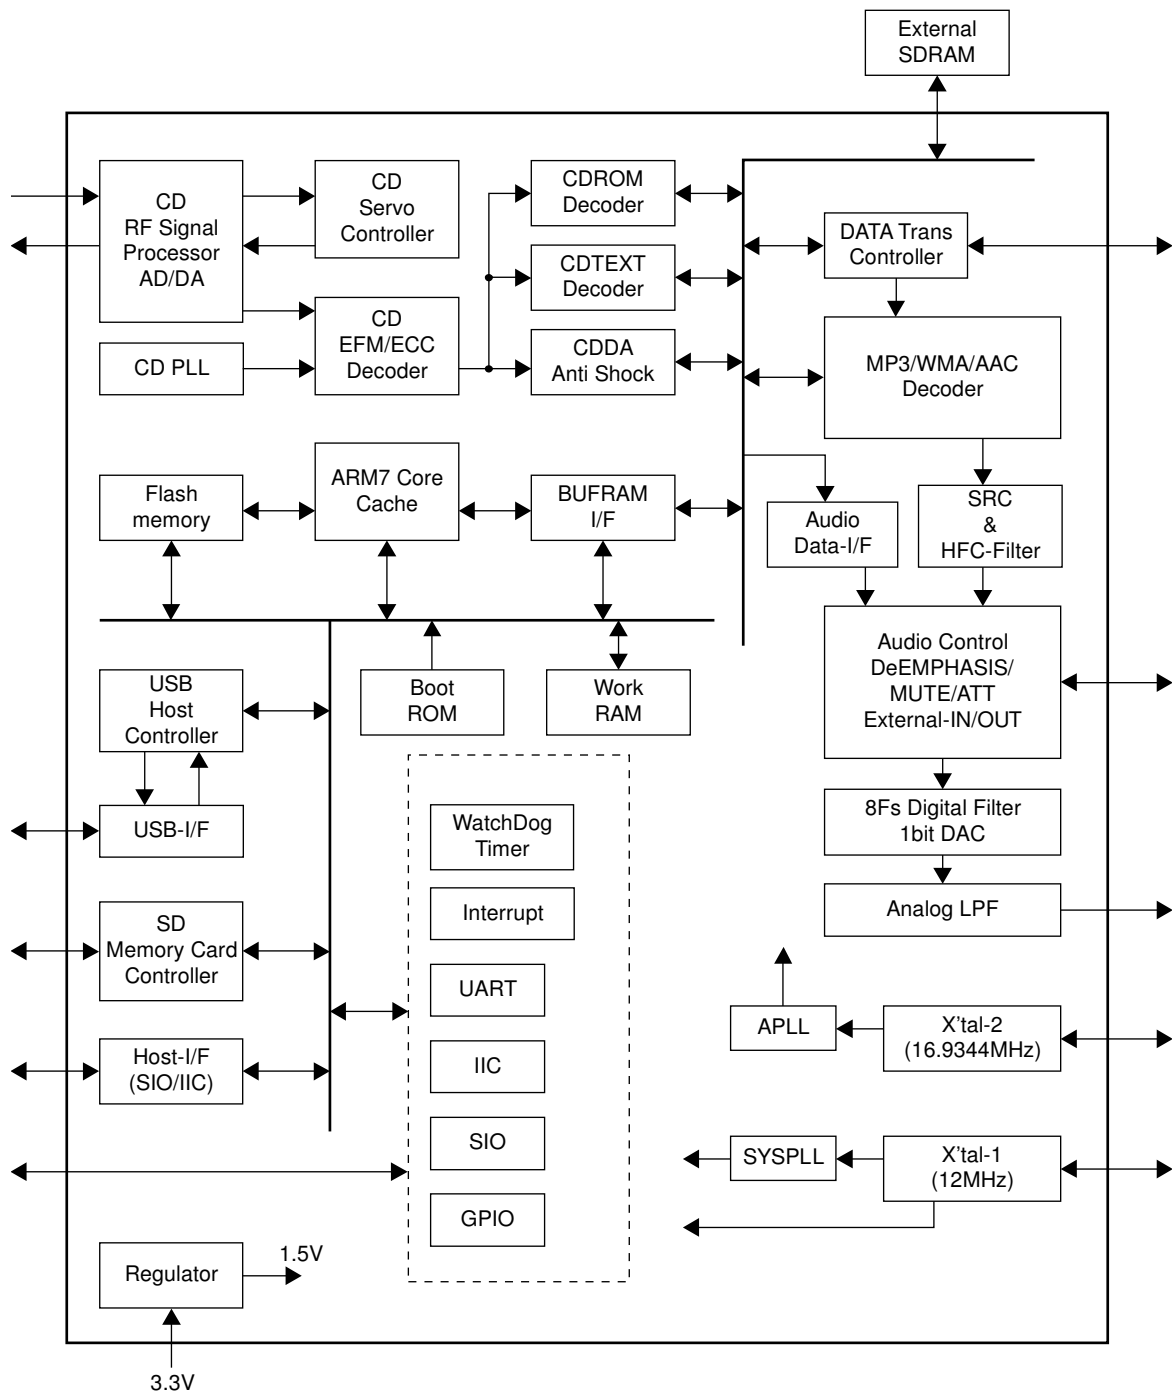 External
SDRAM
CD
RF Signal
Processor
AD/DA
CD
Servo
Controller
CDROM
Decoder
DATA Trans
Controller
CDTEXT
Decoder
CD PLL
CD
EFM/ECC
Decoder
CDDA
Anti Shock
MP3/WMA/AAC
Decoder
Flash
memory
ARM7 Core
Cache
BUFRAM
I/F
Audio
Data-I/F
SRC
&
HFC-Filter
USB
Host
Controller
Boot
ROM
Work
RAM
Audio Control
DeEMPHASIS/
MUTE/ATT
External-IN/OUT
USB-I/F
WatchDog
Timer
8Fs Digital Filter
1bit DAC
Interrupt
Analog LPF
SD
Memory Card
Controller
UART
APLL
X'tal-2
(16.9344MHz)
Host-I/F
(SIO/IIC)
IIC
SIO
SYSPLL
X'tal-1
(12MHz)
GPIO
Regulator
1.5V
3.3V